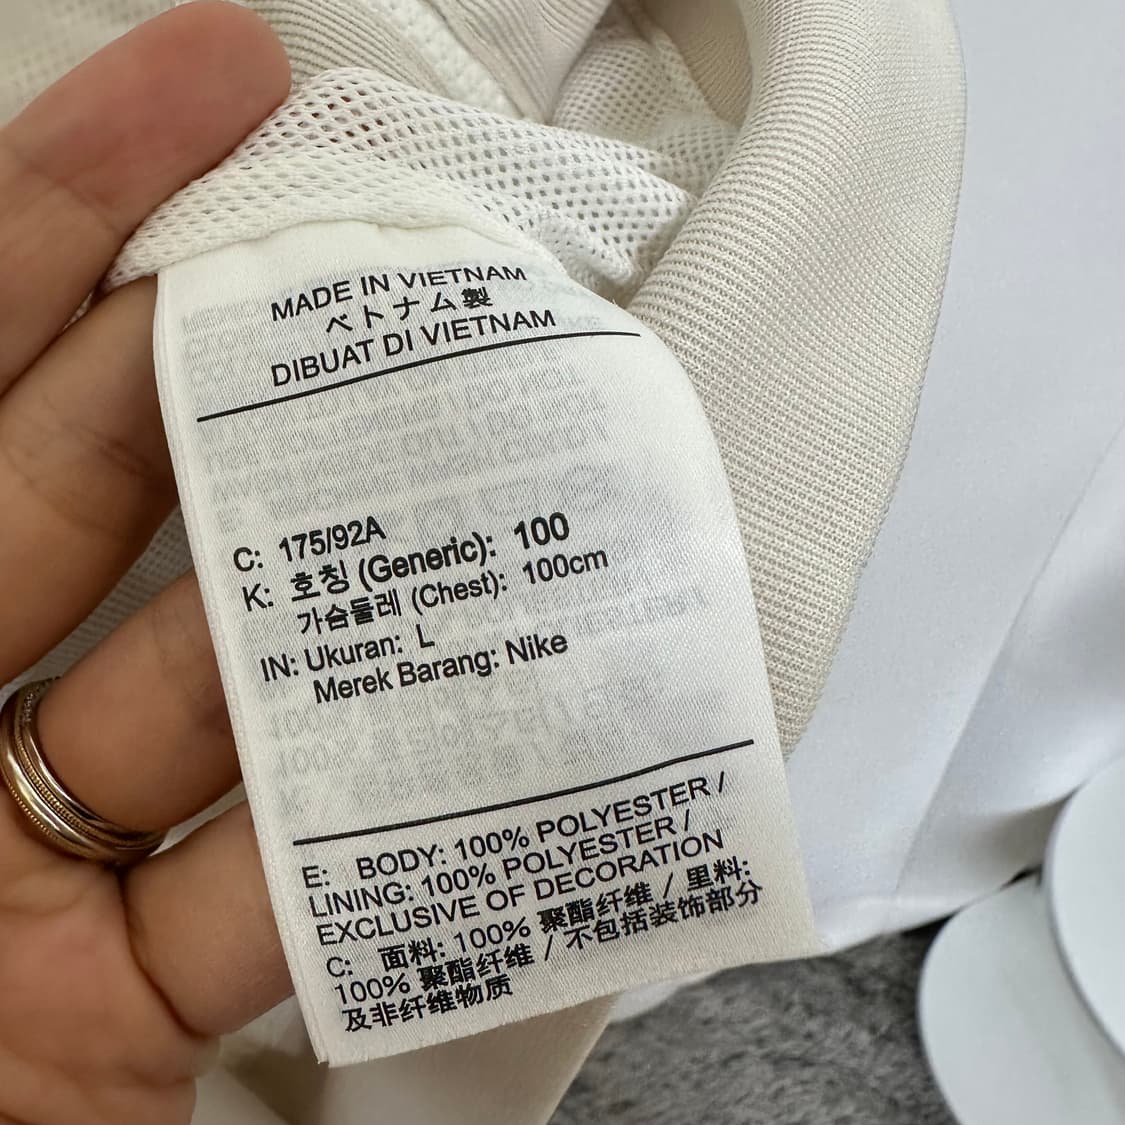 MADE IN VIETNAM
ベトナム製
DIBUAT DI VIETNAM
C: 175/92A
K: 호칭 (Generic): 100
가슴둘레 (Chest): 100cm
IN: Ukuran: L
Merek Barang: Nike
E: BODY: 100% POLYESTER /
LINING: 100% POLYESTER /
EXCLUSIVE OF DECORATION
C: 面料: 100% 聚酯纤维 / 里料:
100% 聚酯纤维 / 不包括装饰部分
及非纤维物质